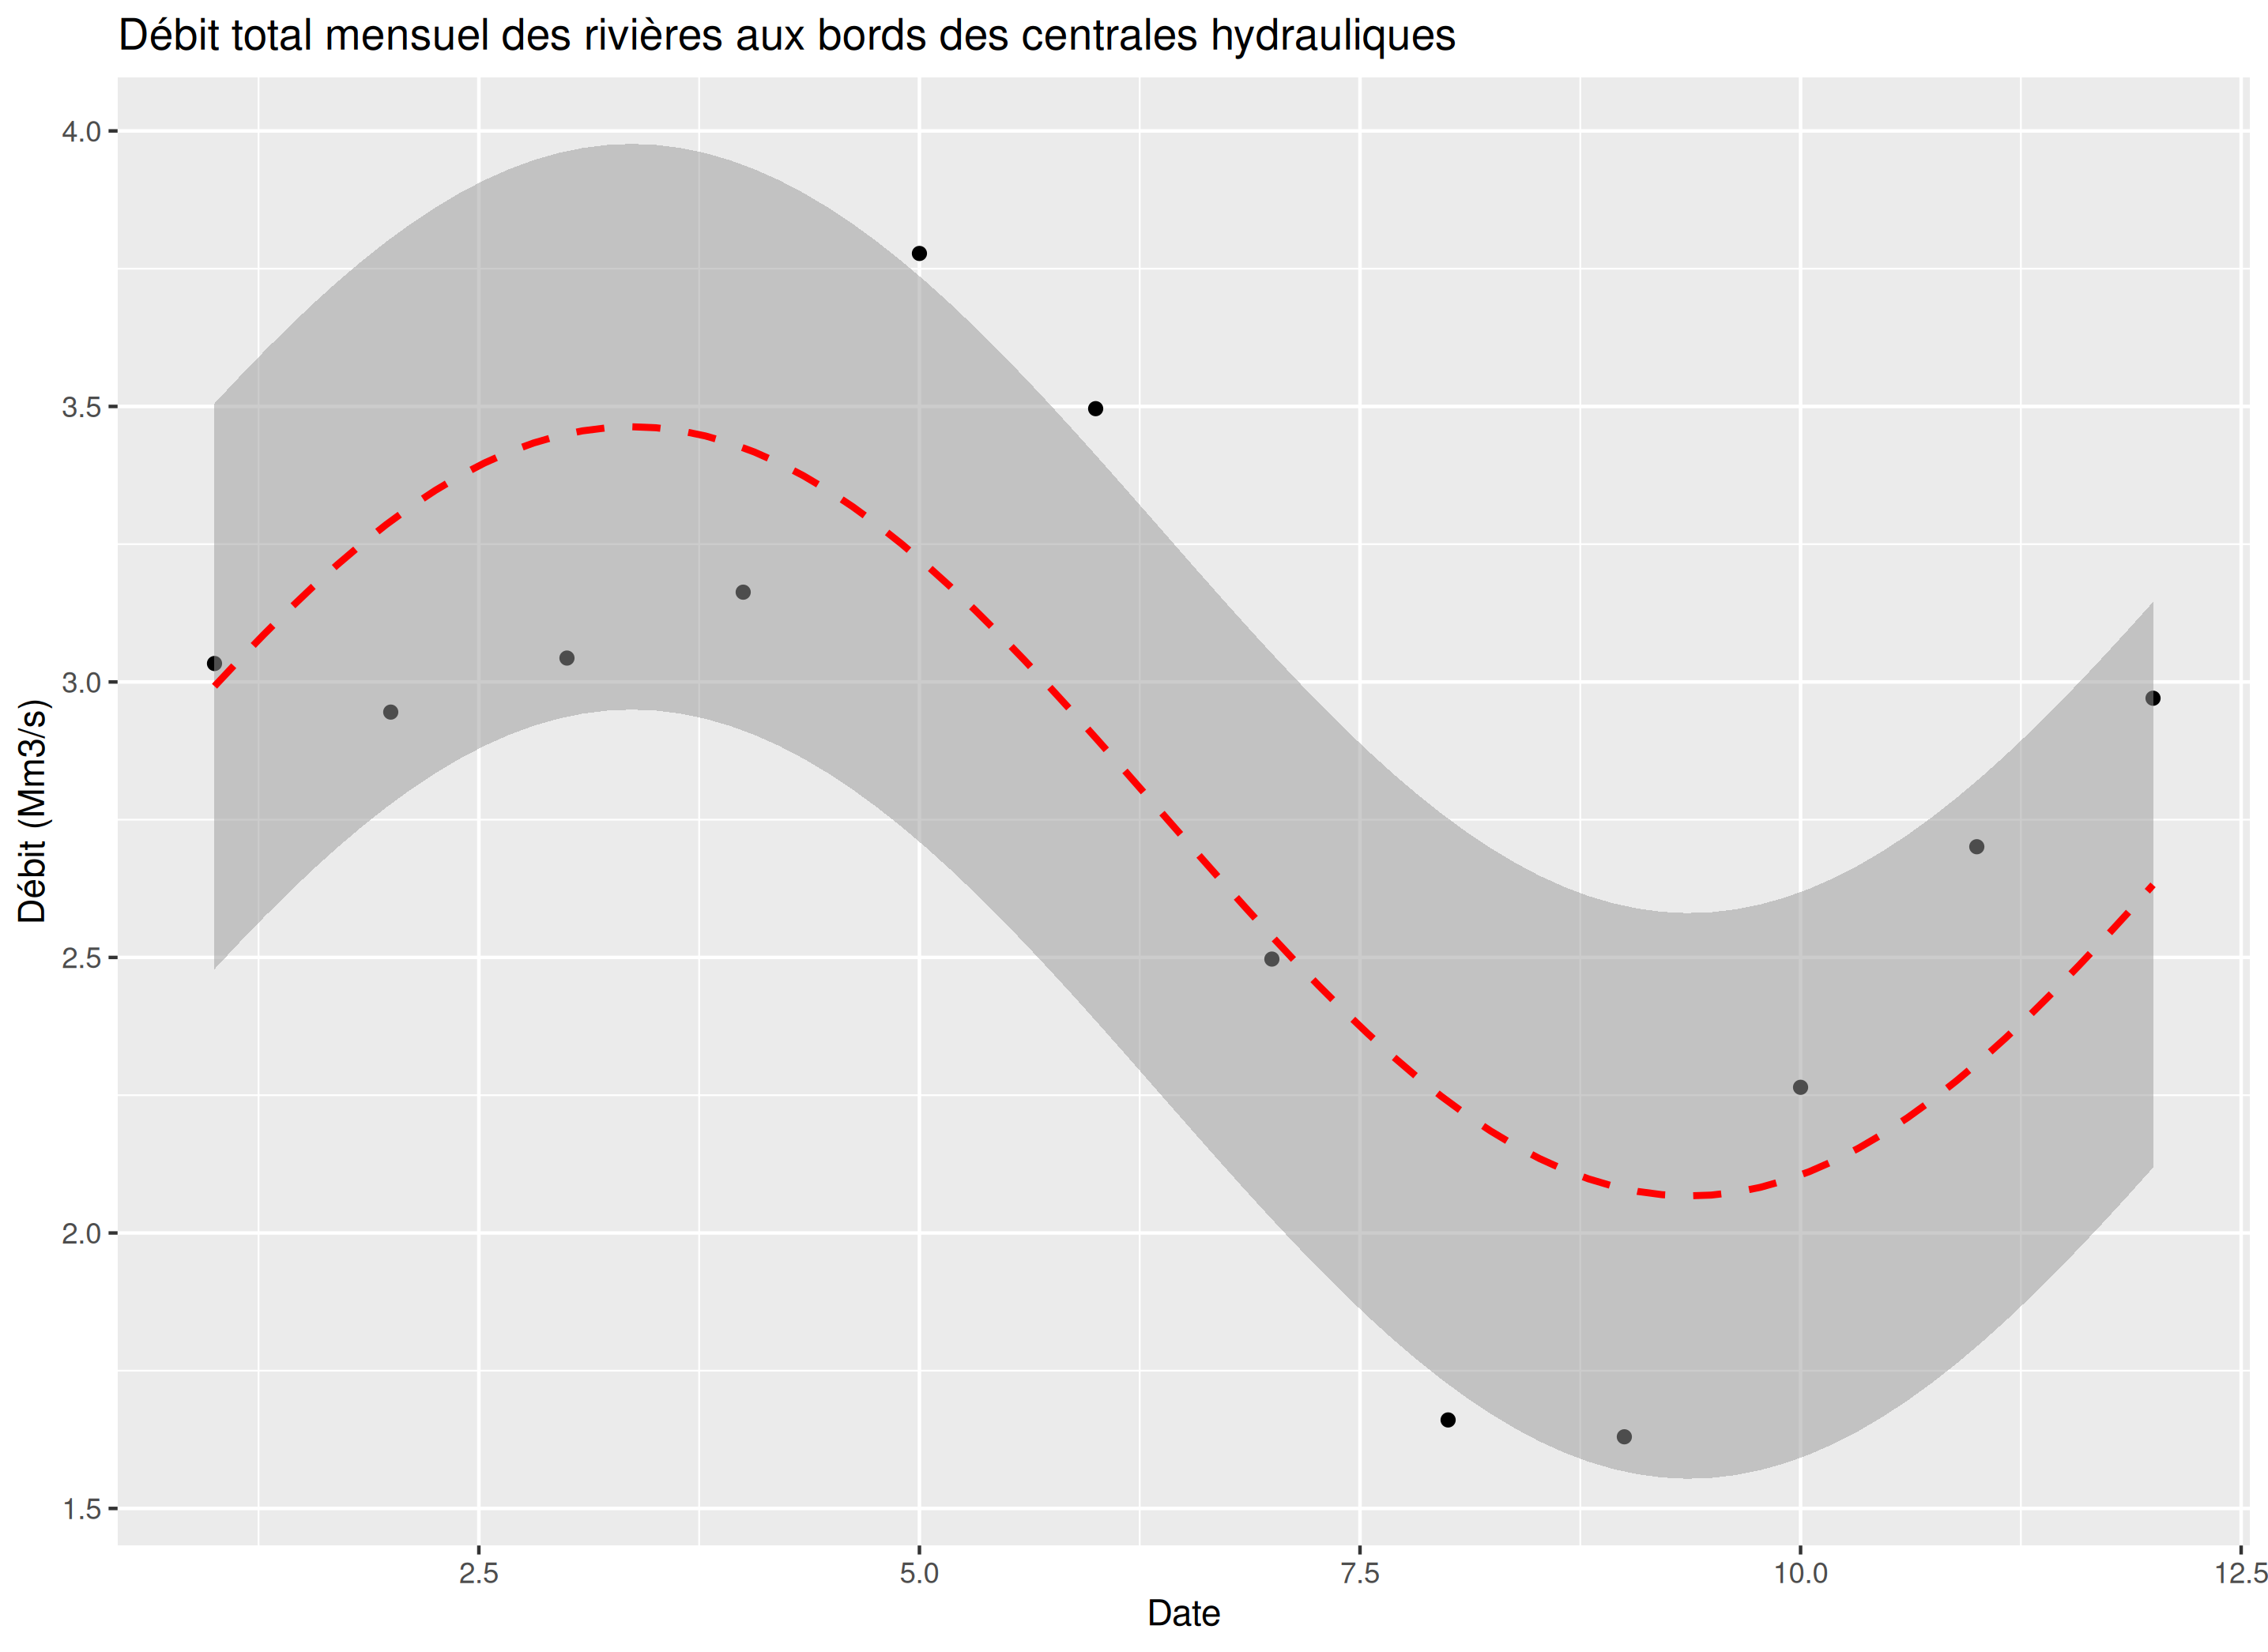 Débit total mensuel des rivières aux bords des centrales hydrauliques
4.0
3.5
3.0
2.5
2.0
1.5
Débit (Mm3/s)
2.5 5.0 7.5 10.0 12.5
Date